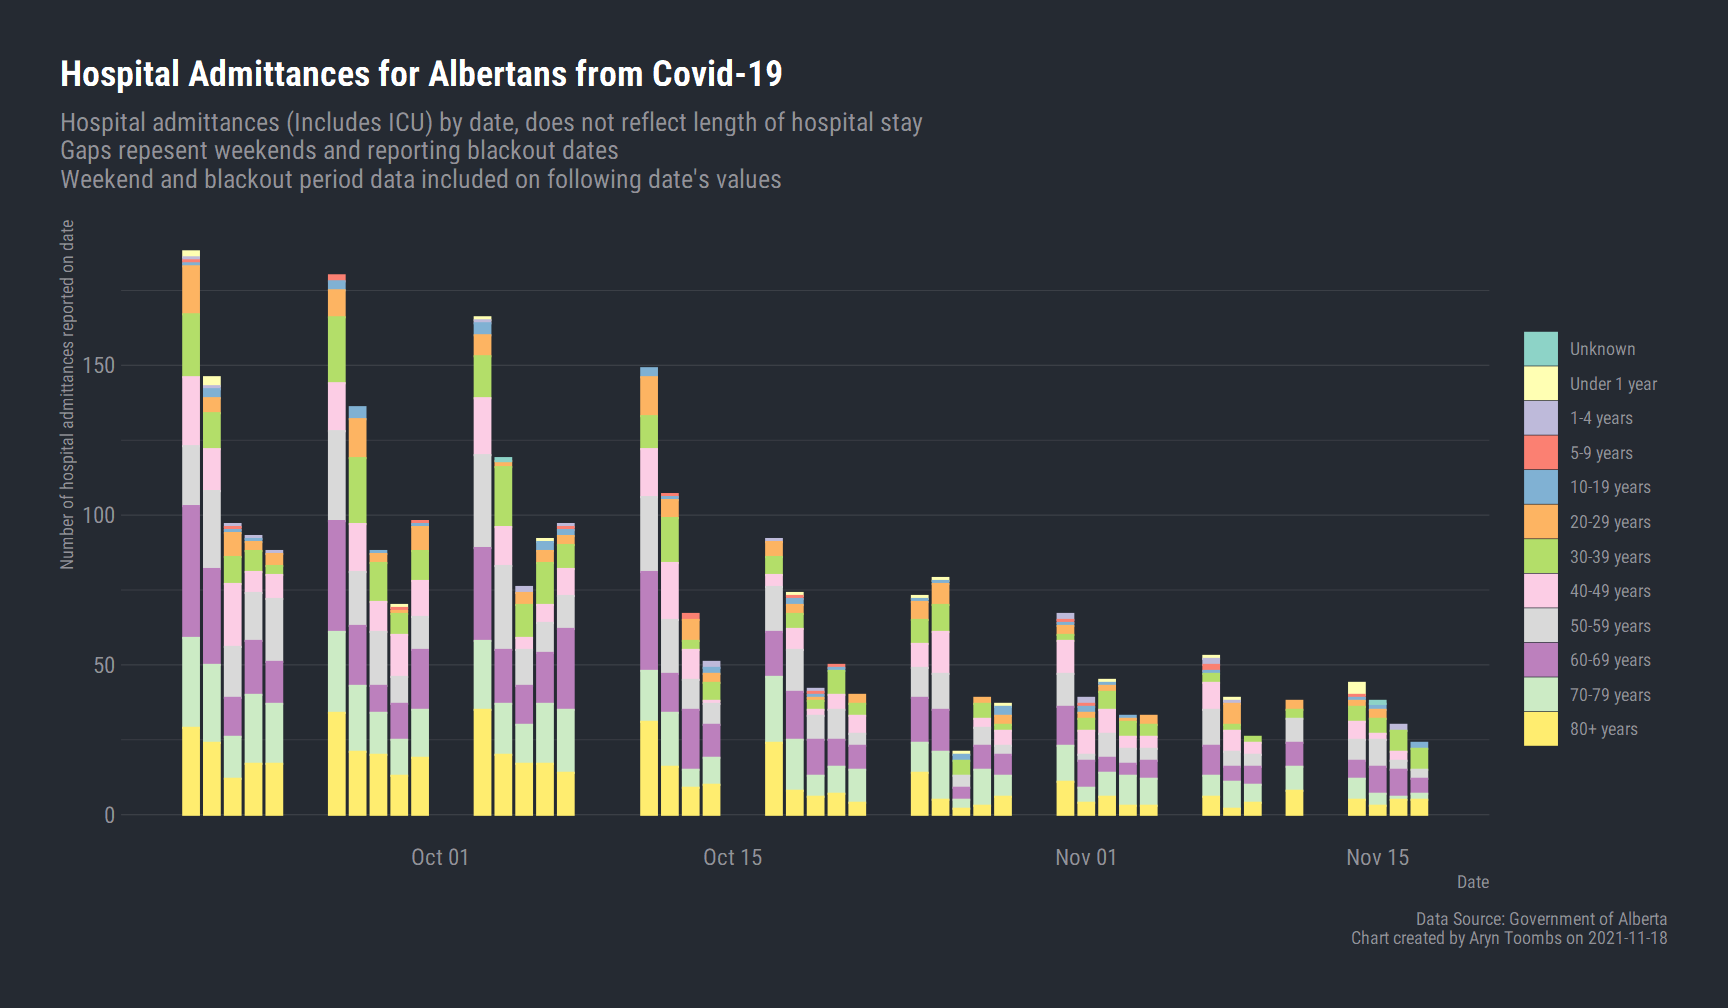 Hospital Admittances for Albertans from Covid-19
Hospital admittances (Includes ICU) by date, does not reflect length of hospital stay
Gaps repesent weekends and reporting blackout dates
Weekend and blackout period data included on following date's values
Number of hospital admittances reported on date
150
100
50
0
Oct 01
Oct 15
Nov 01
Nov 15
Date
Unknown
Under 1 year
1-4 years
5-9 years
10-19 years
20-29 years
30-39 years
40-49 years
50-59 years
60-69 years
70-79 years
80+ years
Data Source: Government of Alberta
Chart created by Aryn Toombs on 2021-11-18